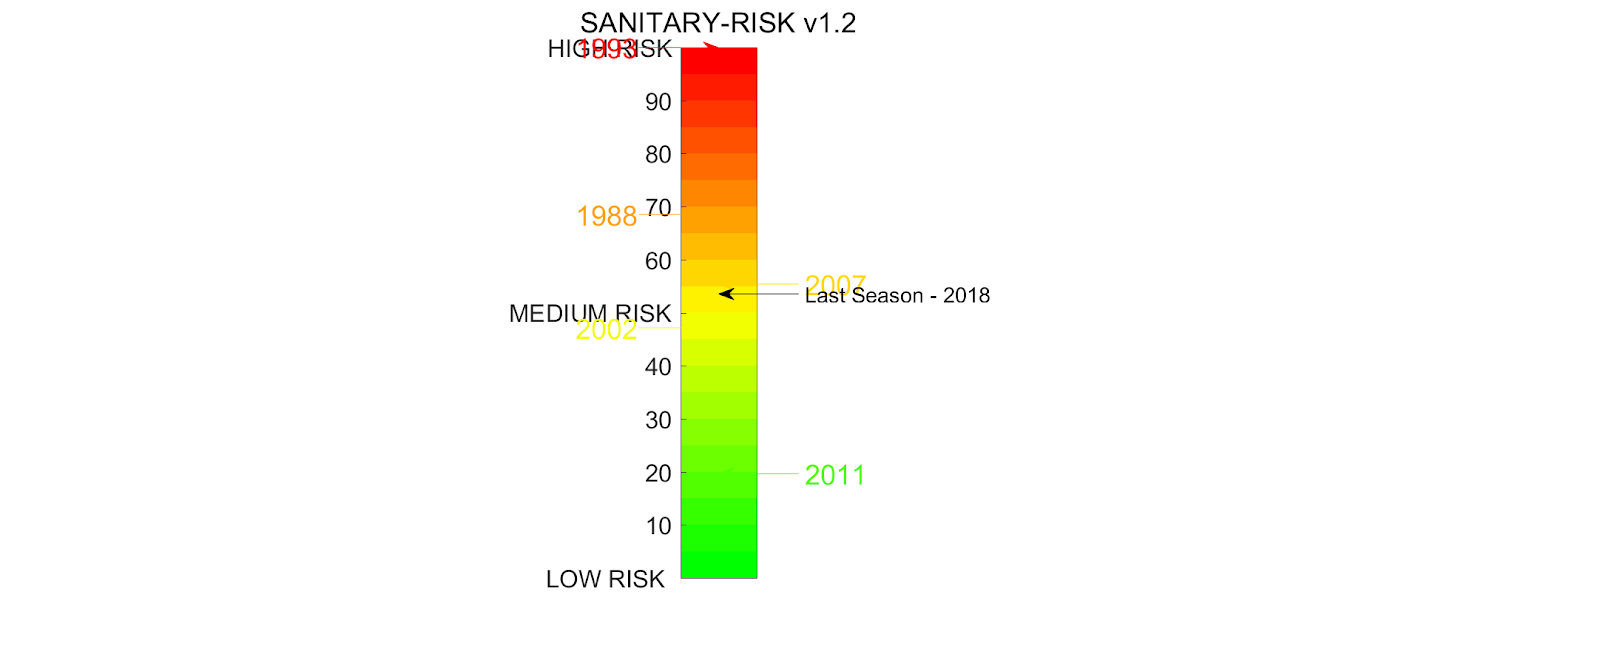 SANITARY-RISK v1.2
HIGH RISK
1993
90
80
70
1988
60
2007
Last Season - 2018
MEDIUM RISK
2002
40
30
20
2011
10
LOW RISK